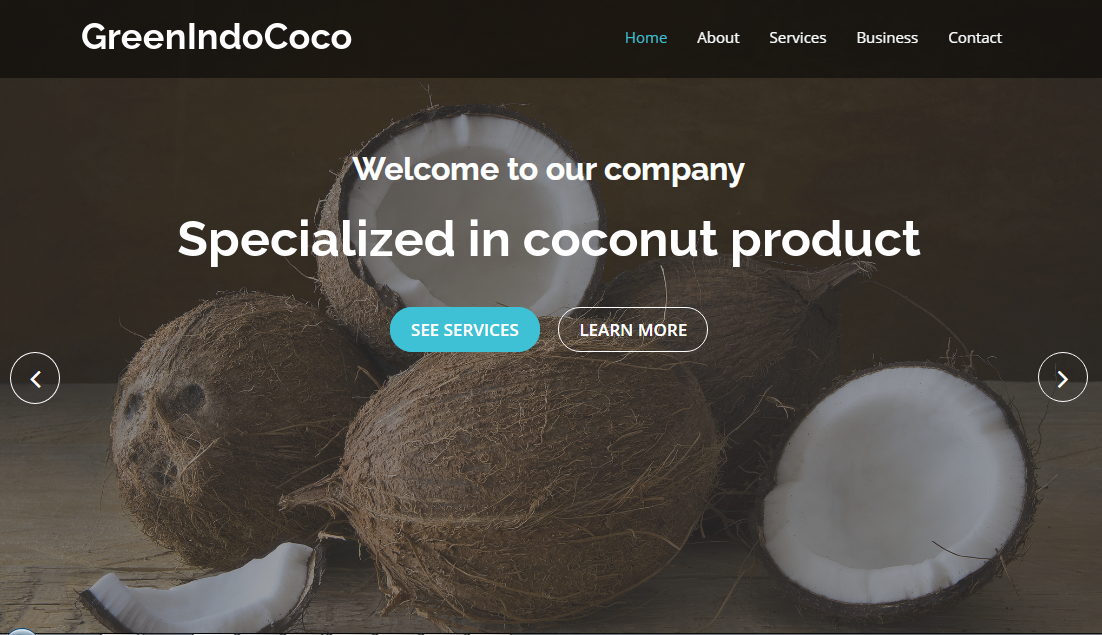 GreenIndoCoco
Home About Services Business Contact
Welcome to our company
Specialized in coconut product
SEE SERVICES LEARN MORE